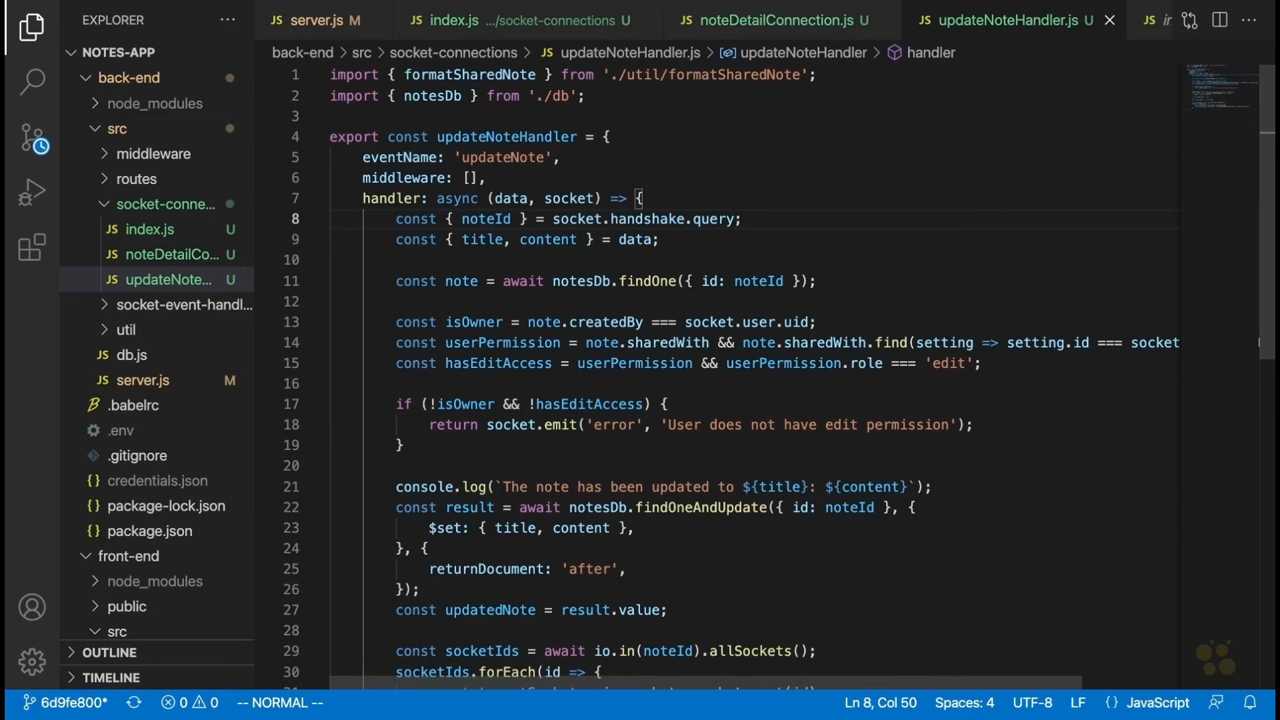 EXPLORER
server.js M
index.js .../socket-connections U
noteDetailConnection.js U
updateNoteHandler.js U
NOTES-APP
back-end > src > socket-connections > JS updateNoteHandler.js > updateNoteHandler > handler
back-end
node_modules
src
middleware
routes
socket-conne...
JS index.js U
JS noteDetailCo... U
JS updateNote... U
socket-event-handl...
util
JS db.js
JS server.js M
.babelrc
.env
.gitignore
{} credentials.json
{} package-lock.json
{} package.json
front-end
node_modules
public
src
OUTLINE
TIMELINE
1 import { formatSharedNote } from './util/formatSharedNote';
2 import { notesDb } from './db';
3
4 export const updateNoteHandler = {
5 eventName: 'updateNote',
6 middleware: [],
7 handler: async (data, socket) => {
8 const { noteId } = socket.handshake.query;
9 const { title, content } = data;
10
11 const note = await notesDb.findOne({ id: noteId });
12
13 const isOwner = note.createdBy === socket.user.uid;
14 const userPermission = note.sharedWith && note.sharedWith.find(setting => setting.id === socket
15 const hasEditAccess = userPermission && userPermission.role === 'edit';
16
17 if (!isOwner && !hasEditAccess) {
18 return socket.emit('error', 'User does not have edit permission');
19 }
20
21 console.log(`The note has been updated to ${title}: ${content}`);
22 const result = await notesDb.findOneAndUpdate({ id: noteId }, {
23 $set: { title, content },
24 }, {
25 returnDocument: 'after',
26 });
27 const updatedNote = result.value;
28
29 const socketIds = await io.in(noteId).allSockets();
30 socketIds.forEach(id => {
6d9fe800* 0 0 -- NORMAL -- Ln 8, Col 50 Spaces: 4 UTF-8 LF {} JavaScript